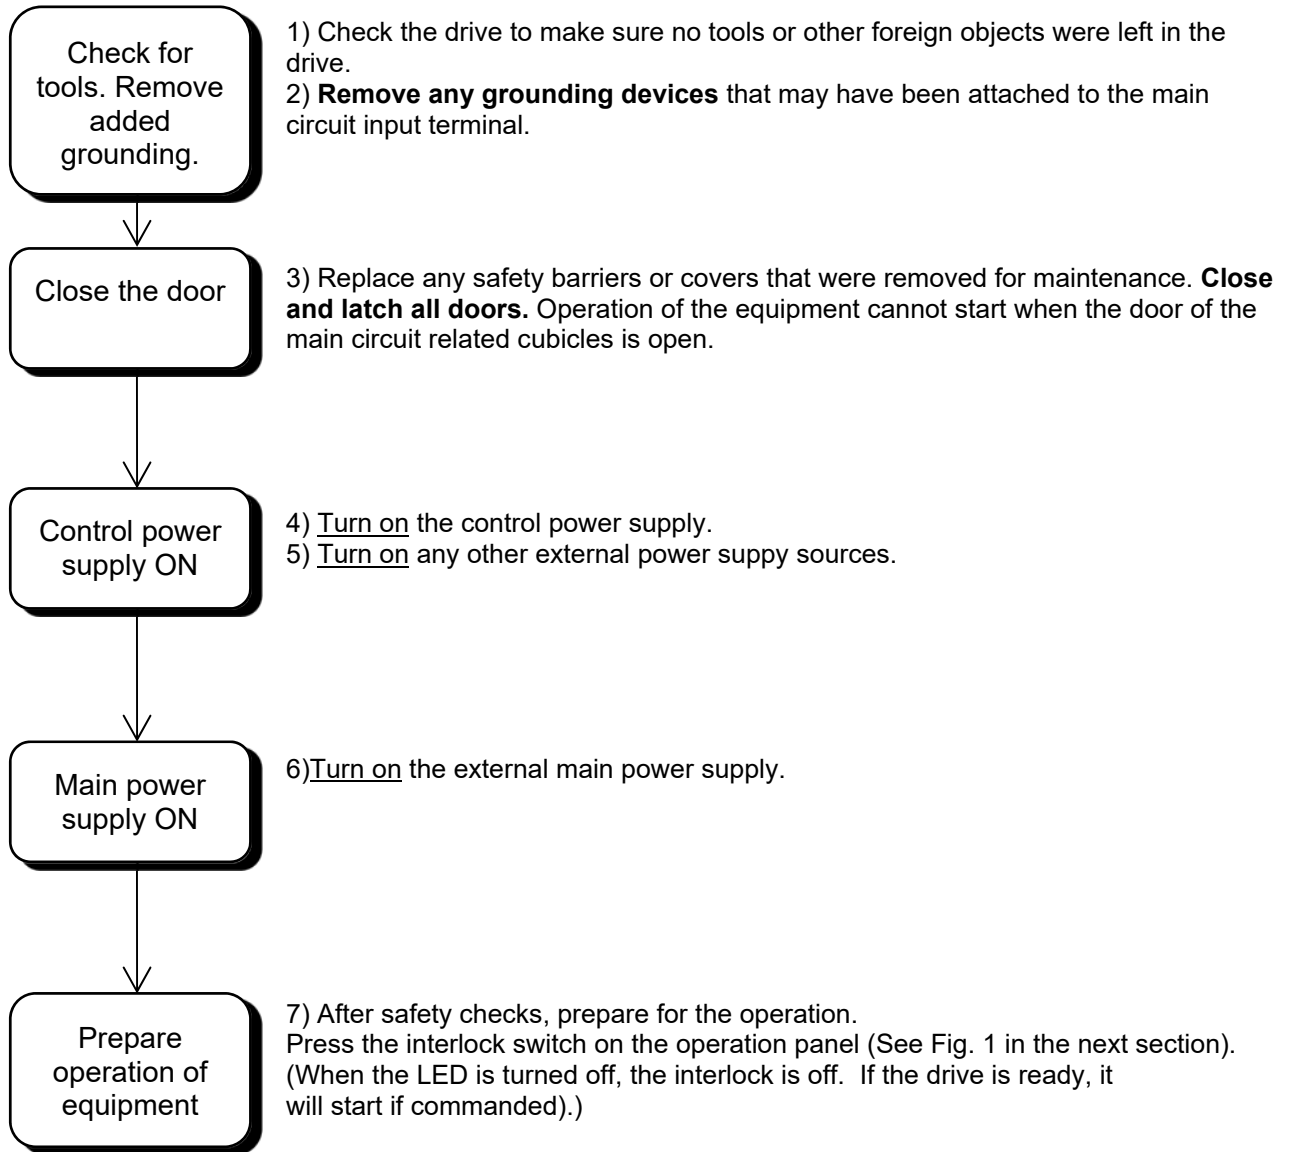 Check for
tools. Remove
added
grounding.
1) Check the drive to make sure no tools or other foreign objects were left in the
drive.
2) Remove any grounding devices that may have been attached to the main
circuit input terminal.
Close the door
3) Replace any safety barriers or covers that were removed for maintenance. Close
and latch all doors. Operation of the equipment cannot start when the door of the
main circuit related cubicles is open.
Control power
supply ON
4) Turn on the control power supply.
5) Turn on any other external power suppy sources.
Main power
supply ON
6)Turn on the external main power supply.
Prepare
operation of
equipment
7) After safety checks, prepare for the operation.
Press the interlock switch on the operation panel (See Fig. 1 in the next section).
(When the LED is turned off, the interlock is off.  If the drive is ready, it
will start if commanded).)